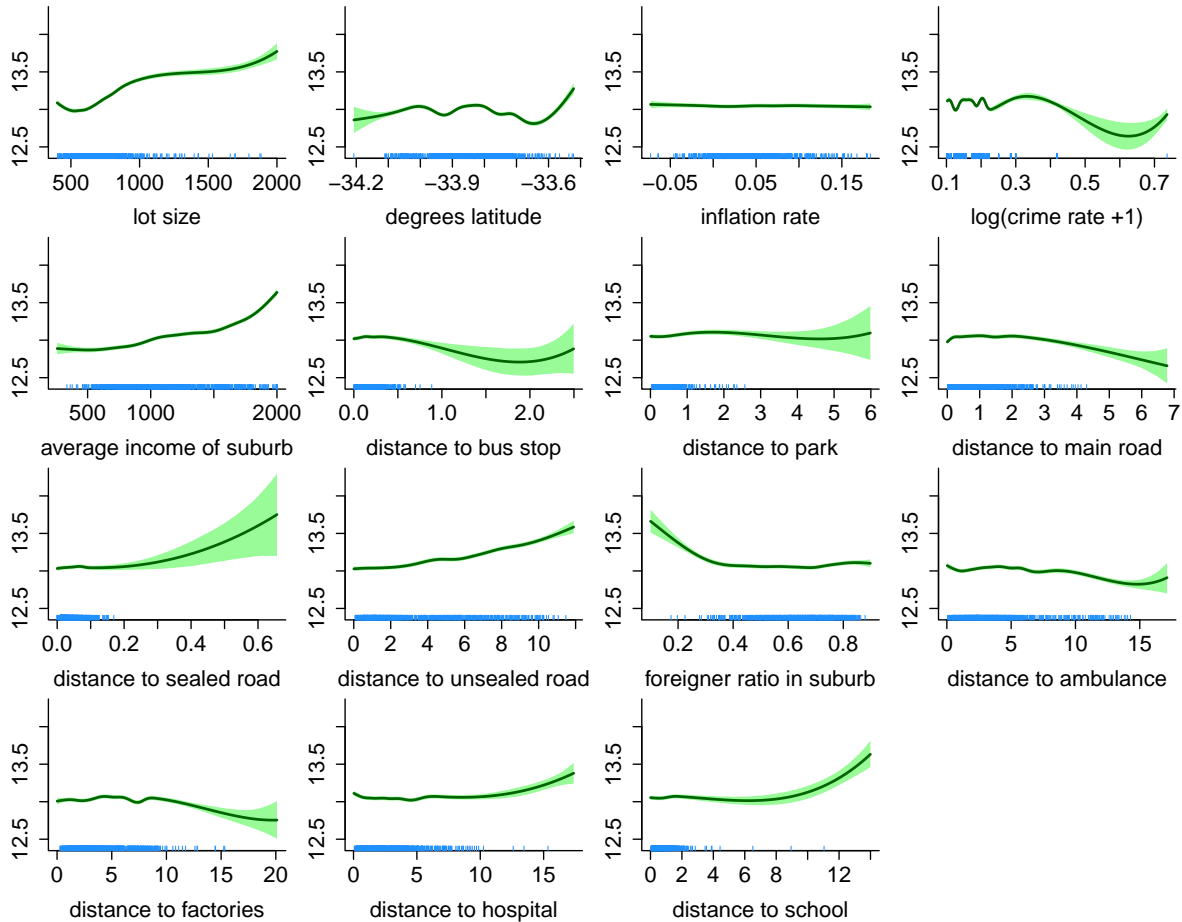 12.5 13.5 12.5 13.5 12.5 13.5 12.5 13.5
500 1000 1500 2000 −34.2 −33.9 −33.6 −0.05 0.05 0.15 0.1 0.3 0.5 0.7
lot size degrees latitude inflation rate log(crime rate +1)
12.5 13.5 12.5 13.5 12.5 13.5 12.5 13.5
500 1000 2000 0.0 1.0 2.0 0 1 2 3 4 5 6 0 1 2 3 4 5 6 7
average income of suburb distance to bus stop distance to park distance to main road
12.5 13.5 12.5 13.5 12.5 13.5 12.5 13.5
0.0 0.2 0.4 0.6 0 2 4 6 8 10 0.2 0.4 0.6 0.8 0 5 10 15
distance to sealed road distance to unsealed road foreigner ratio in suburb distance to ambulance
12.5 13.5 12.5 13.5 12.5 13.5
0 5 10 15 20 0 5 10 15 0 2 4 6 8 12
distance to factories distance to hospital distance to school